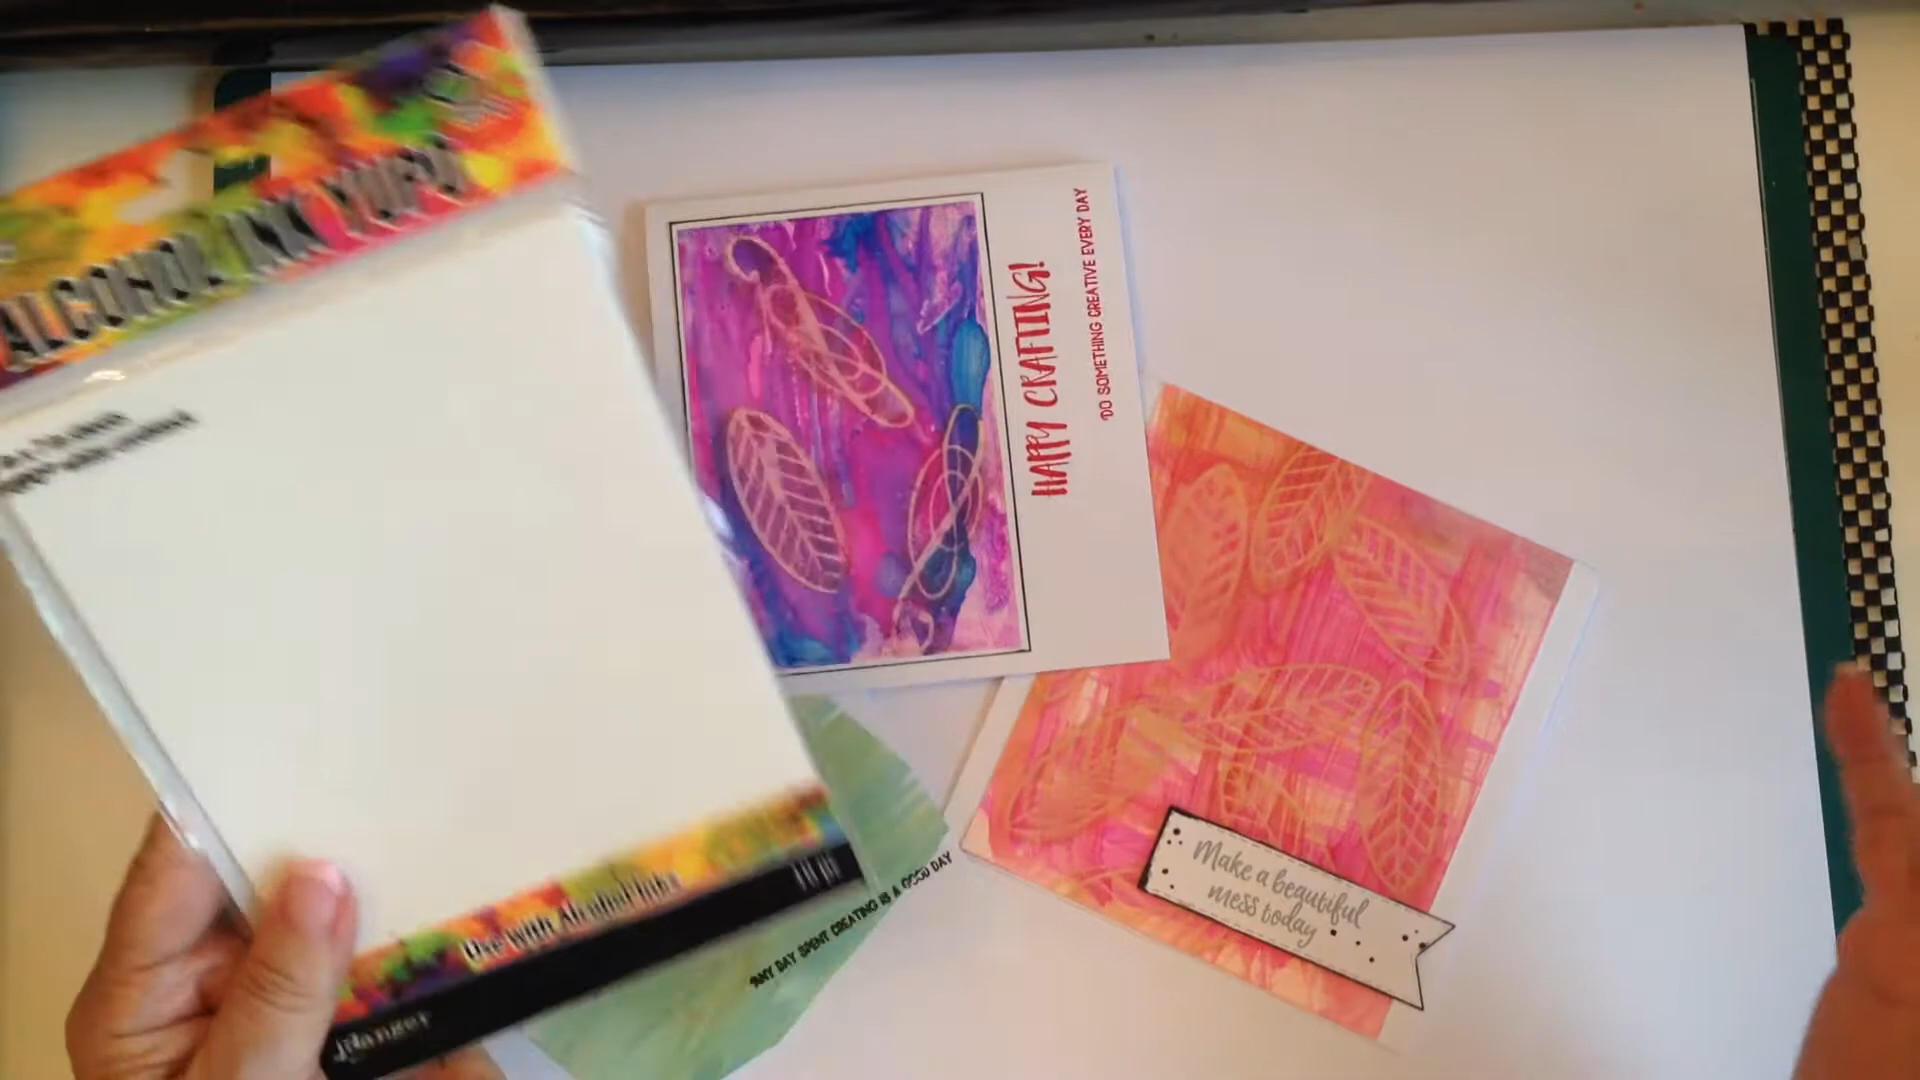 ALCOHOL INK YUPO
Use with Alcohol Inks
Ranger
HAPPY CRAFTING!
DO SOMETHING CREATIVE EVERY DAY
ANY DAY SPENT CREATING IS A GOOD DAY
Make a beautiful
mess today